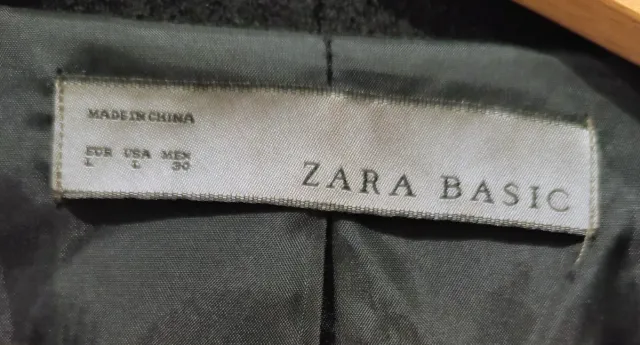 MADE IN CHINA
EUR USA MEX
L L 30
ZARA BASIC